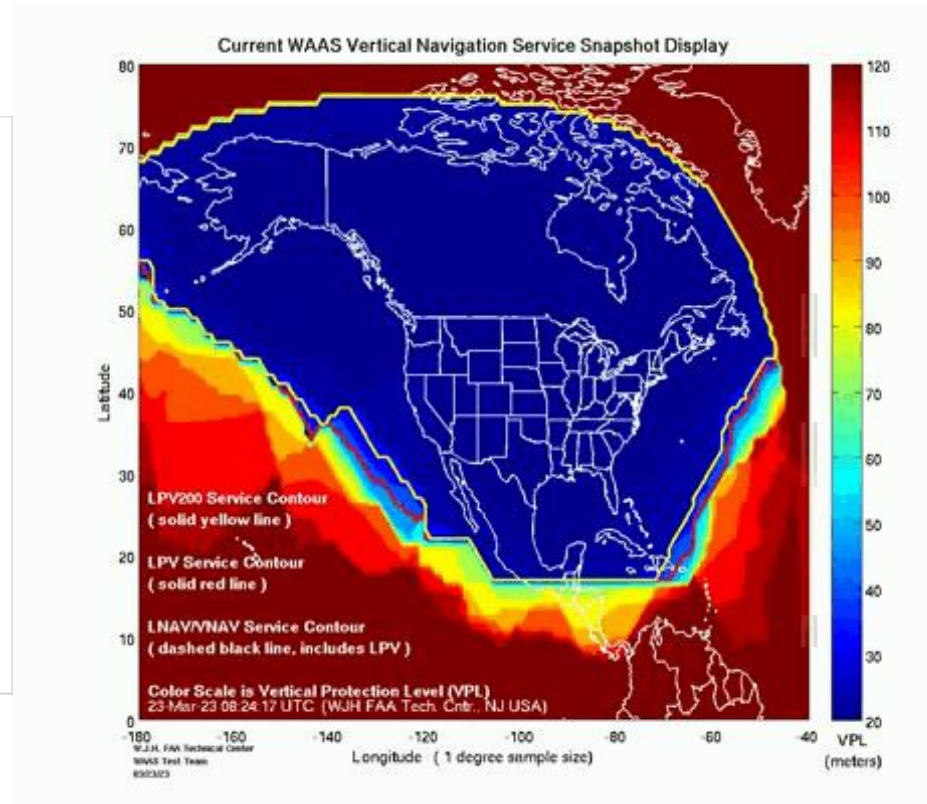 Current WAAS Vertical Navigation Service Snapshot Display
80
70
60
50
40
30
20
10
0
Latitude
-180
-160
-140
-120
-100
-80
-60
-40
Longitude ( 1 degree sample size)
LPV200 Service Contour
( solid yellow line )
LPV Service Contour
( solid red line )
LNAV/VNAV Service Contour
( dashed black line, includes LPV )
Color Scale is Vertical Protection Level (VPL)
23-Mar-23 08:24:17 UTC (WJH FAA Tech. Cntr., NJ USA)
W.J.H. FAA Technical Center
WAAS Test Team
03/23/23
120
110
100
90
80
70
60
50
40
30
20
VPL
(meters)